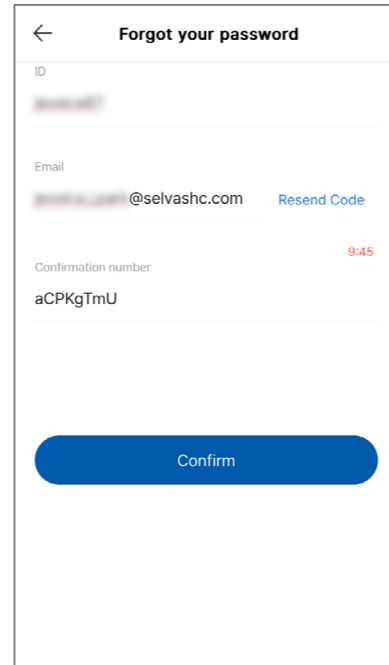 Forgot your password
ID
Email
@selvashc.com Resend Code
9:45
Confirmation number
aCPKgTmU
Confirm